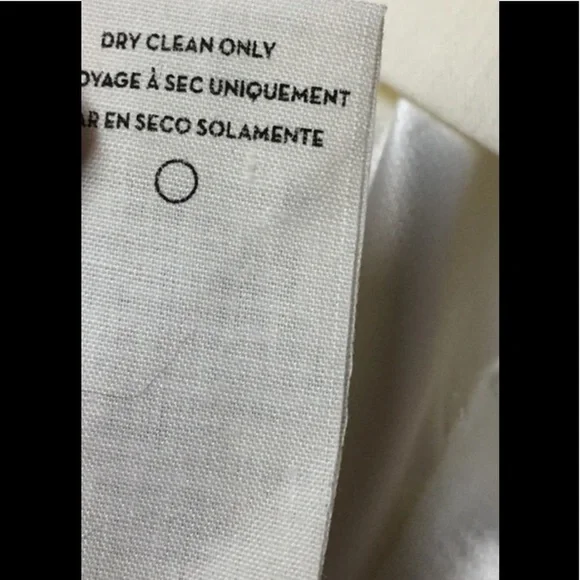 DRY CLEAN ONLY
OYAGE À SEC UNIQUEMENT
AR EN SECO SOLAMENTE